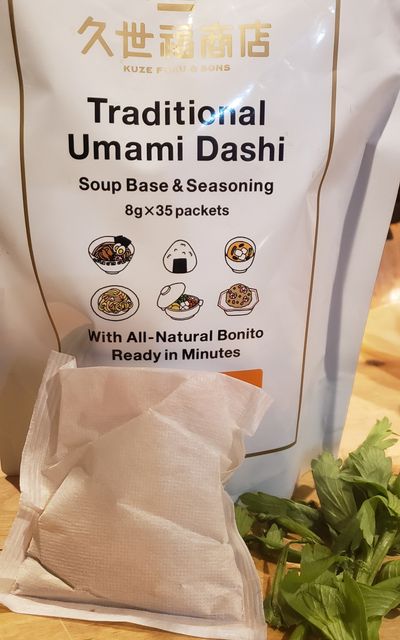 久世福商店
KUZE FUKU & SONS
Traditional
Umami Dashi
Soup Base & Seasoning
8g×35 packets
With All-Natural Bonito
Ready in Minutes